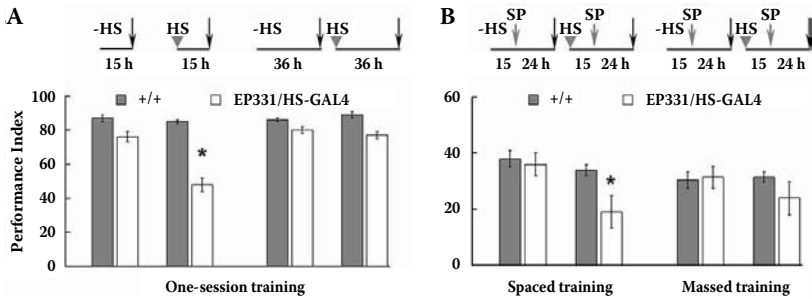 A
-HS HS -HS HS
15 h 15 h 36 h 36 h
+/+ EP331/HS-GAL4
Performance Index
100
80
60
40
20
0
*
One-session training
B
-HS SP HS SP -HS SP HS SP
15 24 h 15 24 h 15 24 h 15 24 h
+/+ EP331/HS-GAL4
60
40
20
0
*
Spaced training Massed training